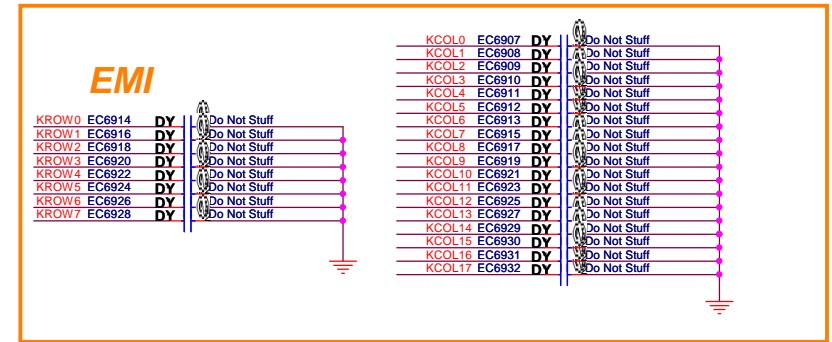 EMI
KROW0 EC6914 DY Do Not Stuff
KROW1 EC6916 DY Do Not Stuff
KROW2 EC6918 DY Do Not Stuff
KROW3 EC6920 DY Do Not Stuff
KROW4 EC6922 DY Do Not Stuff
KROW5 EC6924 DY Do Not Stuff
KROW6 EC6926 DY Do Not Stuff
KROW7 EC6928 DY Do Not Stuff
KCOL0 EC6907 DY Do Not Stuff
KCOL1 EC6908 DY Do Not Stuff
KCOL2 EC6909 DY Do Not Stuff
KCOL3 EC6910 DY Do Not Stuff
KCOL4 EC6911 DY Do Not Stuff
KCOL5 EC6912 DY Do Not Stuff
KCOL6 EC6913 DY Do Not Stuff
KCOL7 EC6915 DY Do Not Stuff
KCOL8 EC6917 DY Do Not Stuff
KCOL9 EC6919 DY Do Not Stuff
KCOL10 EC6921 DY Do Not Stuff
KCOL11 EC6923 DY Do Not Stuff
KCOL12 EC6925 DY Do Not Stuff
KCOL13 EC6927 DY Do Not Stuff
KCOL14 EC6929 DY Do Not Stuff
KCOL15 EC6930 DY Do Not Stuff
KCOL16 EC6931 DY Do Not Stuff
KCOL17 EC6932 DY Do Not Stuff